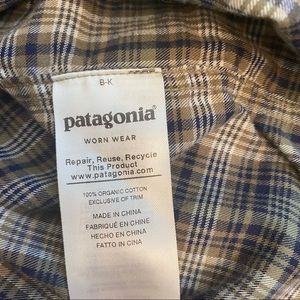 B-K
patagonia®
WORN WEAR
Repair, Reuse, Recycle
This Product
www.patagonia.com
100% ORGANIC COTTON
EXCLUSIVE OF TRIM
MADE IN CHINA
FABRIQUÉ EN CHINE
HECHO EN CHINA
FATTO IN CINA